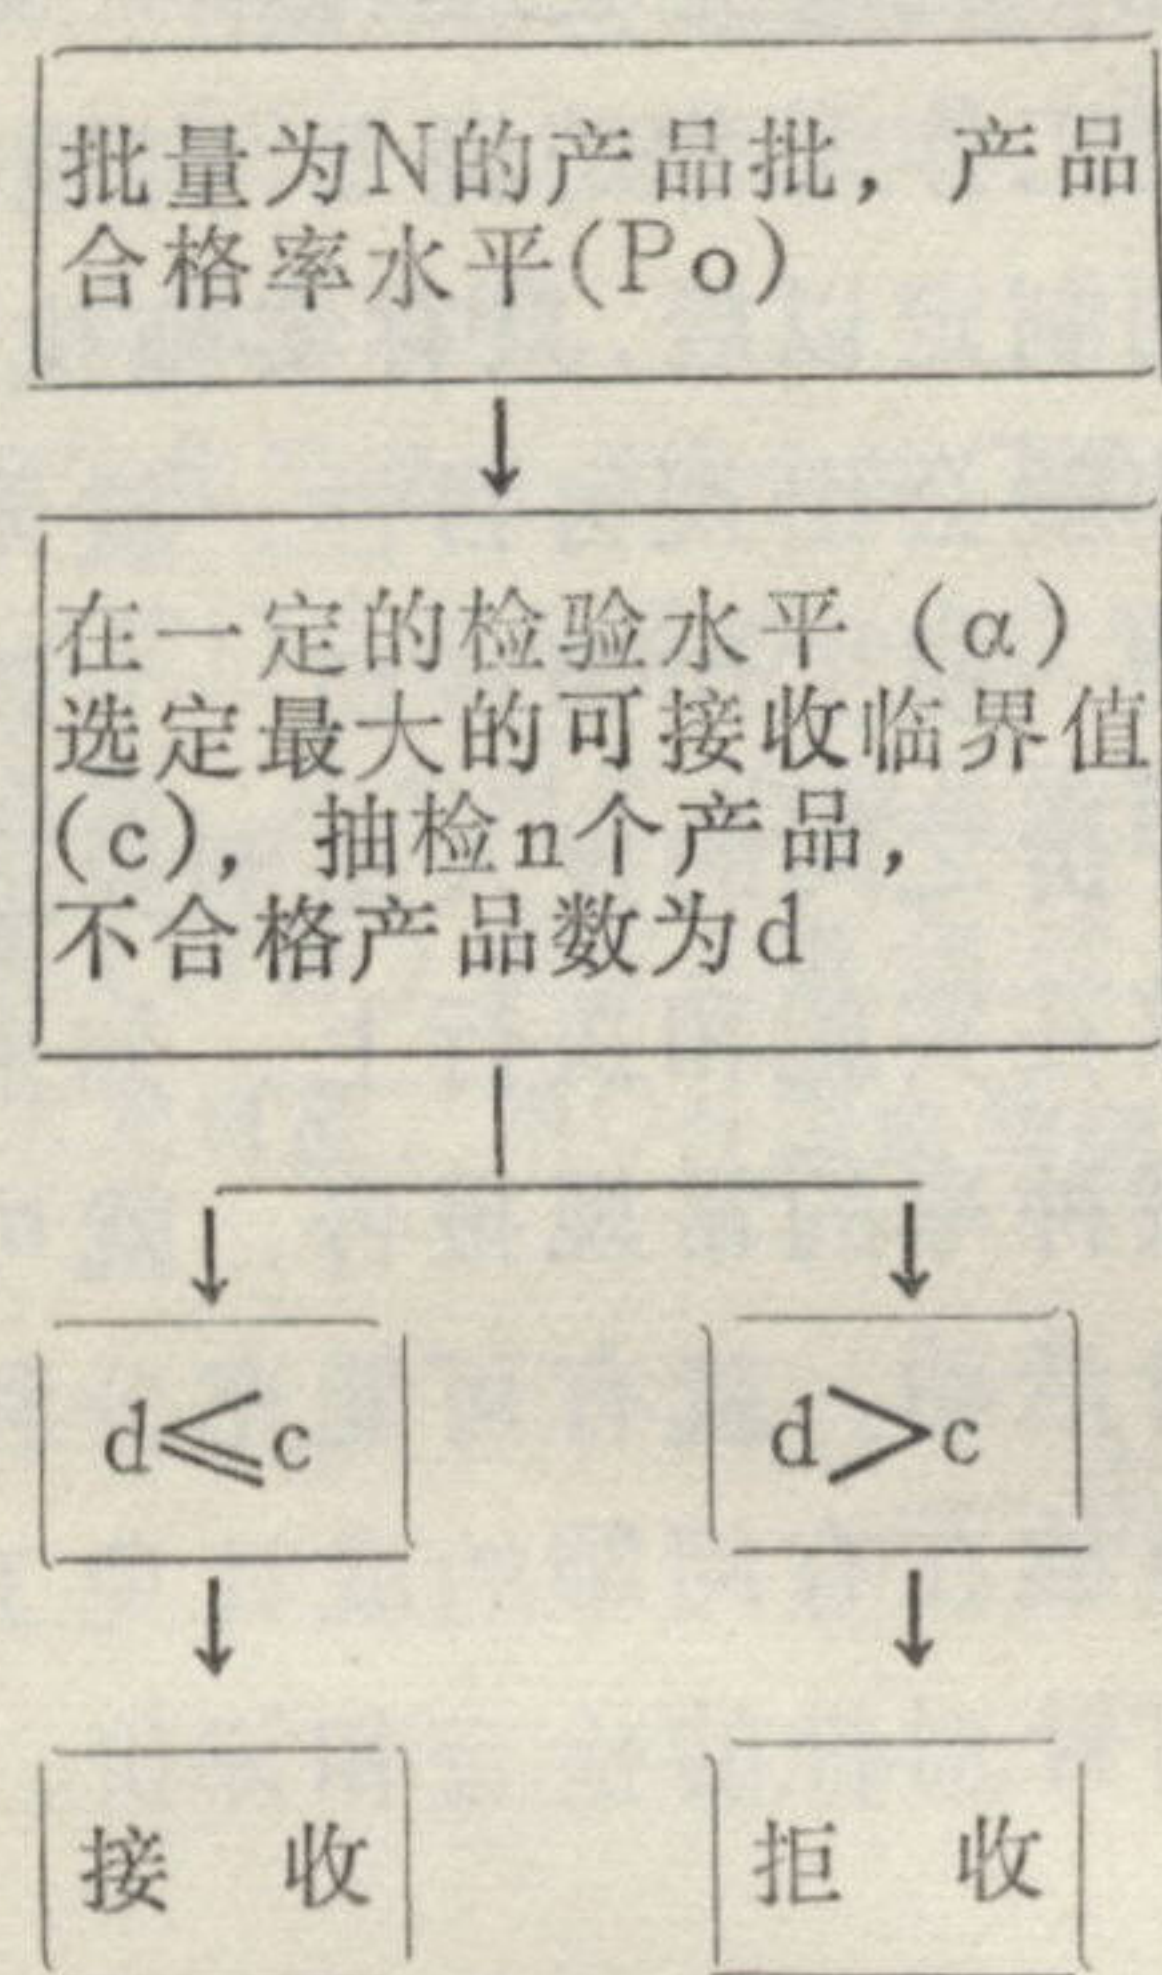 批量为N的产品批，产品
合格率水平(Po)
在一定的检验水平（α）
选定最大的可接收临界值
(c)，抽检n个产品，
不合格产品数为d
d≤c
d>c
接 收
拒 收